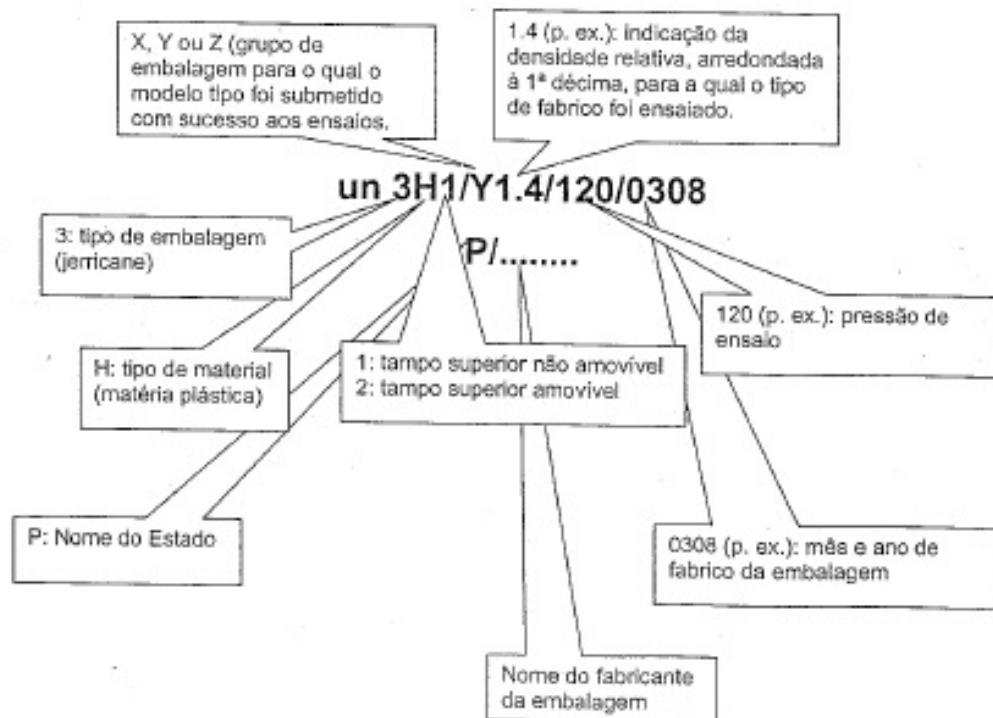 X, Y ou Z (grupo de
embalagem para o qual o
modelo tipo foi submetido
com sucesso aos ensaios.
1.4 (p. ex.): indicação da
densidade relativa, arredondada
à 1ª décima, para a qual o tipo
de fabrico foi ensaiado.
un 3H1/Y1.4/120/0308
P/........
3: tipo de embalagem
(jerricane)
120 (p. ex.): pressão de
ensaio
H: tipo de material
(matéria plástica)
1: tampo superior não amovível
2: tampo superior amovível
P: Nome do Estado
0308 (p. ex.): mês e ano de
fabrico da embalagem
Nome do fabricante
da embalagem